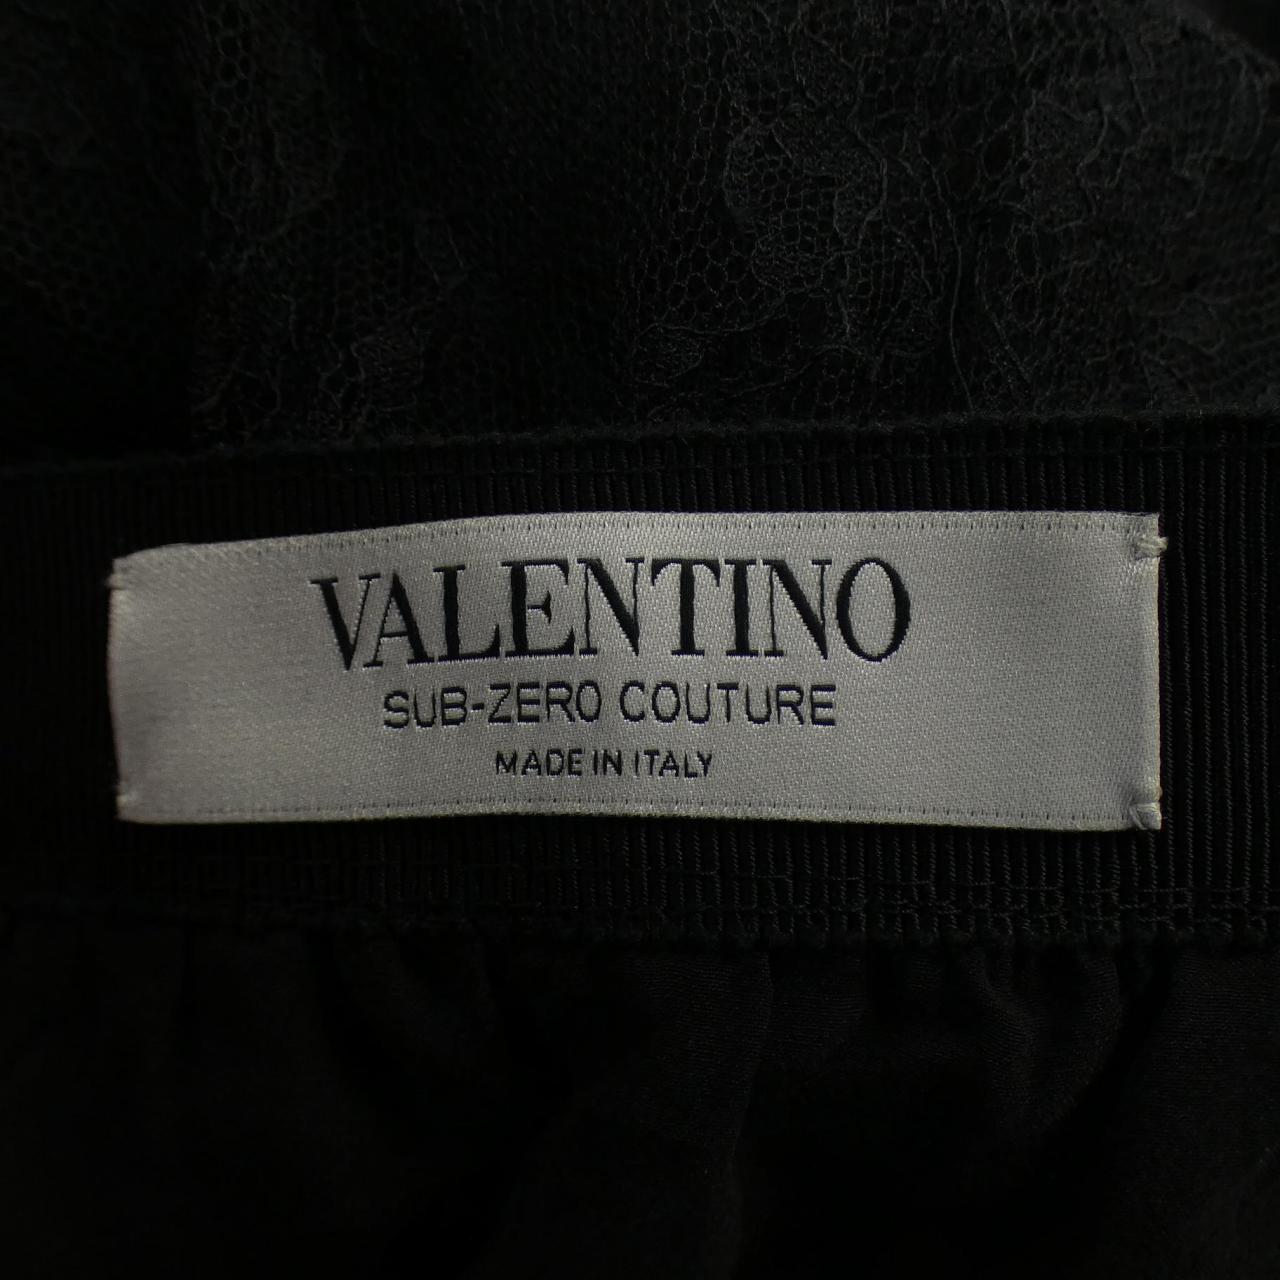 VALENTINO
SUB-ZERO COUTURE
MADE IN ITALY